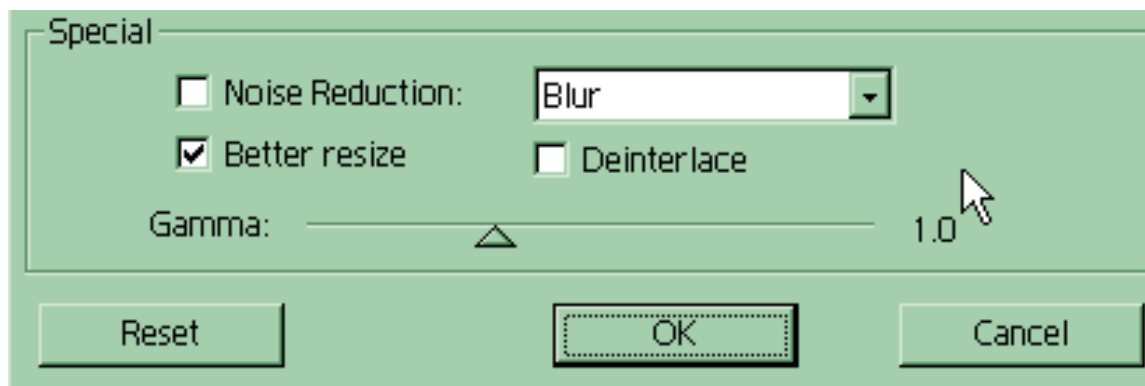 Special
Noise Reduction: Blur
Better resize Deinterlace
Gamma: 1.0
Reset OK Cancel